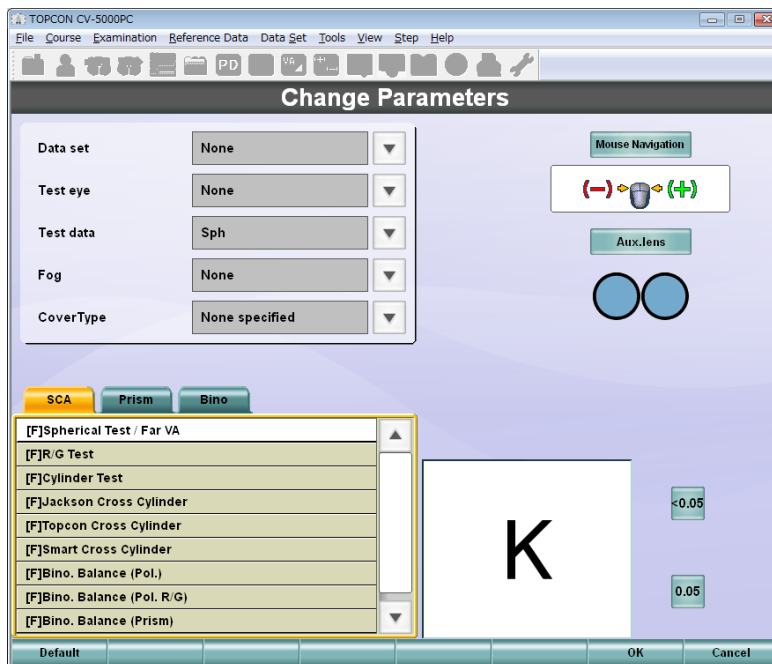 TOPCON CV-5000PC
File Course Examination Reference Data Data Set Tools View Step Help
PD VA
Change Parameters
Data set None
Mouse Navigation
Test eye None
(-) (+)
Test data Sph
Aux.lens
Fog None
CoverType None specified
SCA Prism Bino
[F]Spherical Test / Far VA
[F]R/G Test
[F]Cylinder Test
[F]Jackson Cross Cylinder
[F]Topcon Cross Cylinder
[F]Smart Cross Cylinder
[F]Bino. Balance (Pol.)
[F]Bino. Balance (Pol. R/G)
[F]Bino. Balance (Prism)
K
<0.05
0.05
Default OK Cancel